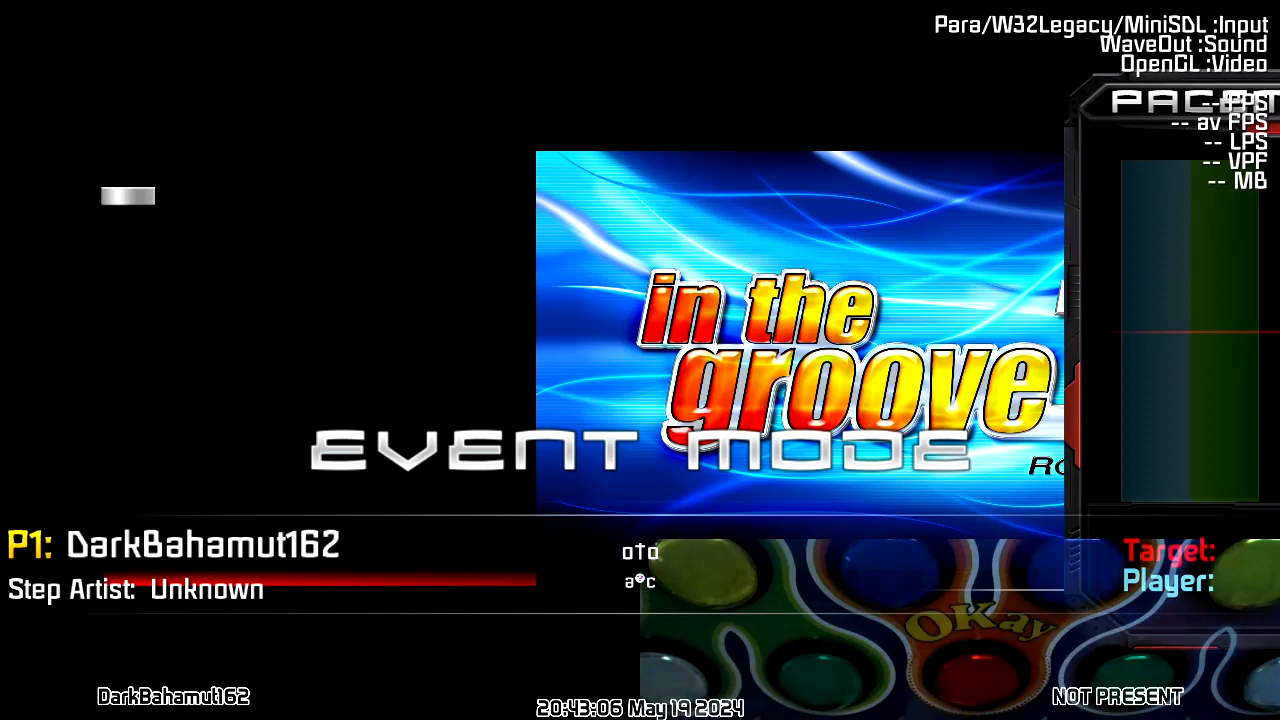 Para/W32Legacy/MiniSDL :Input
WaveOut :Sound
OpenGL :Video
-- FPS
-- av FPS
-- LPS
-- VPF
-- MB
in the
groove
EVENT MODE
P1: DarkBahamut162
Step Artist: Unknown
Target:
Player:
OKay
DarkBahamut162
20:43:06 May 19 2024
NOT PRESENT